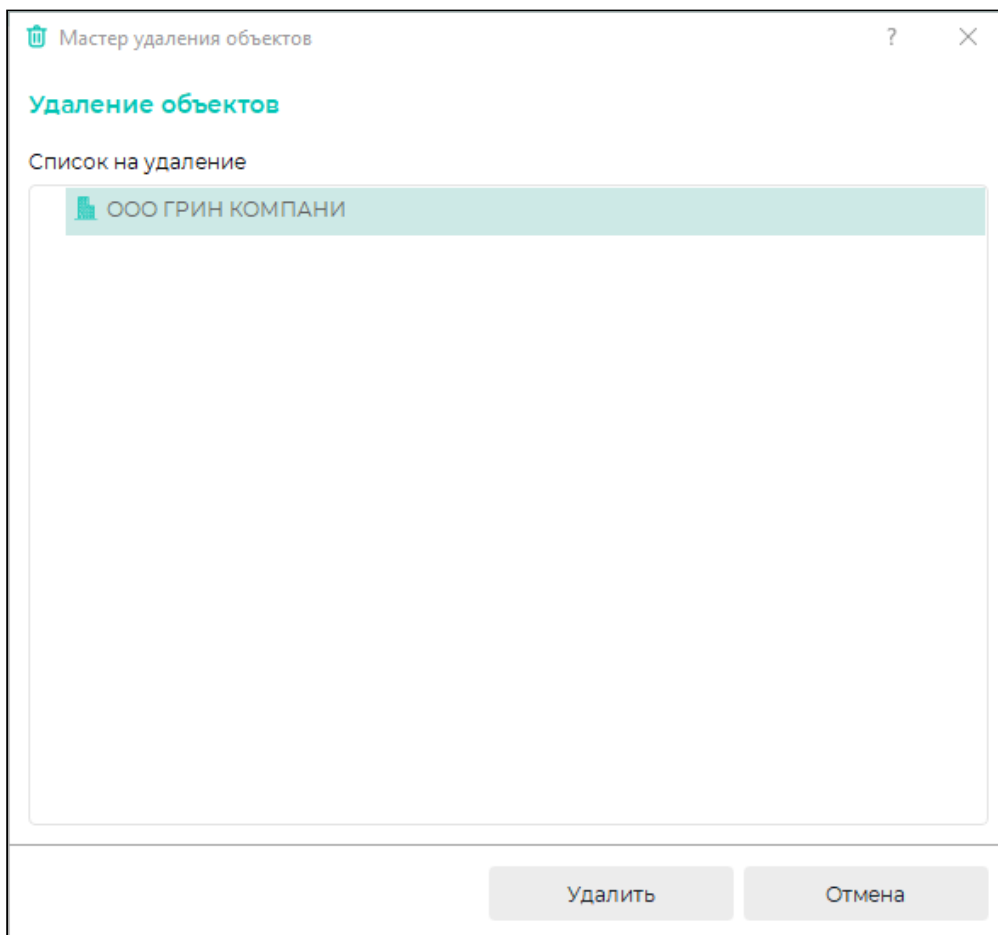 Мастер удаления объектов ?
Удаление объектов
Список на удаление
ООО ГРИН КОМПАНИ
Удалить Отмена